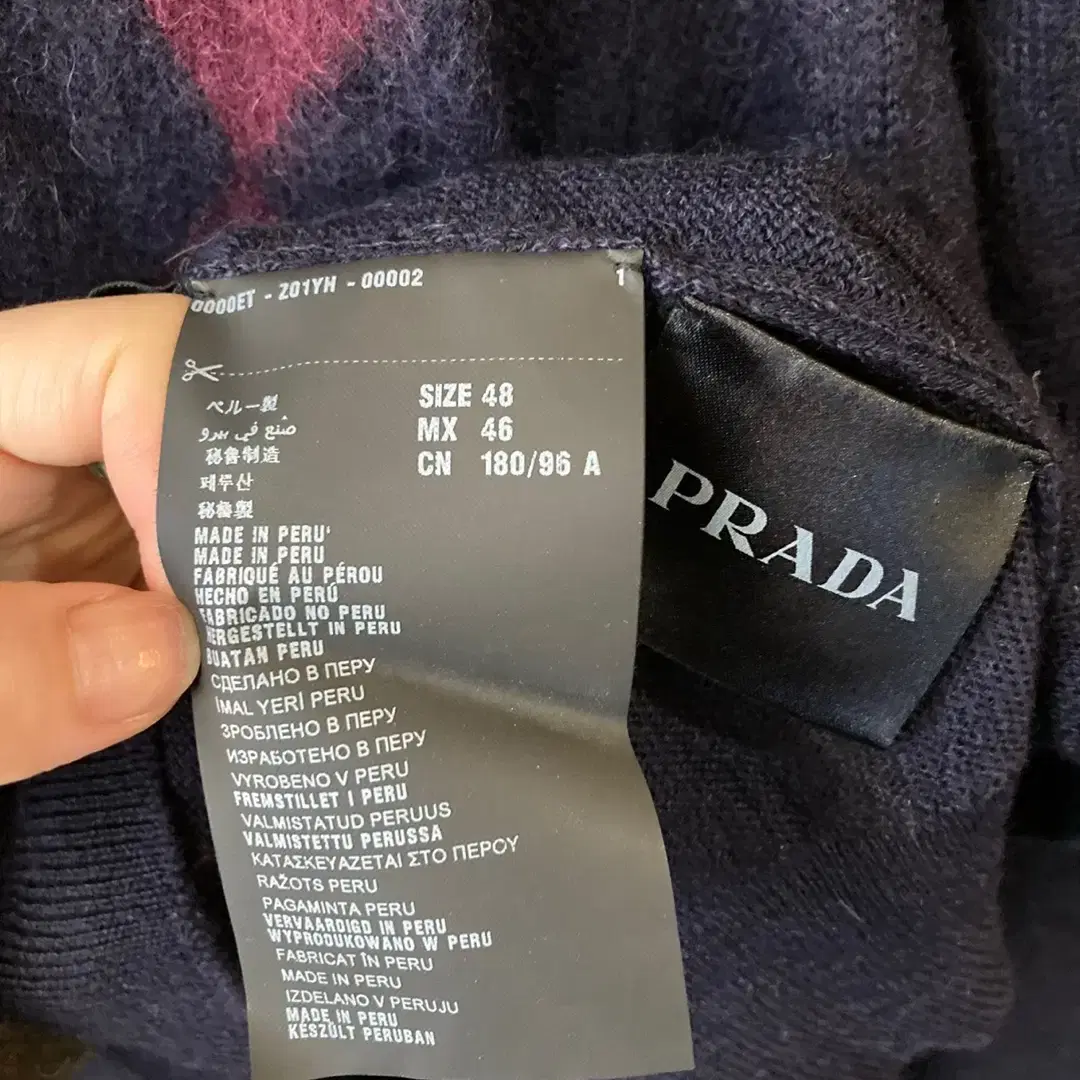 0000ET - Z01YH - 00002 1
ペルー製
صنع في بيرو
秘鲁制造
페루산
秘魯製
SIZE 48
MX 46
CN 180/96 A
MADE IN PERU
MADE IN PERU
FABRIQUÉ AU PÉROU
HECHO EN PERÚ
FABRICADO NO PERU
HERGESTELLT IN PERU
BUATAN PERU
СДЕЛАНО В ПЕРУ
İMAL YERİ PERU
ЗРОБЛЕНО В ПЕРУ
ИЗРАБОТЕНО В ПЕРУ
VYROBENO V PERU
FREMSTILLET I PERU
VALMISTATUD PERUUS
VALMISTETTU PERUSSA
ΚΑΤΑΣΚΕΥΑΖΕΤΑΙ ΣΤΟ ΠΕΡΟΥ
RAŽOTS PERU
PAGAMINTA PERU
VERVAARDIGD IN PERU
WYPRODUKOWANO W PERU
FABRICAT ÎN PERU
MADE IN PERU
IZDELANO V PERUJU
MADE IN PERU
KÉSZÜLT PERUBAN
PRADA